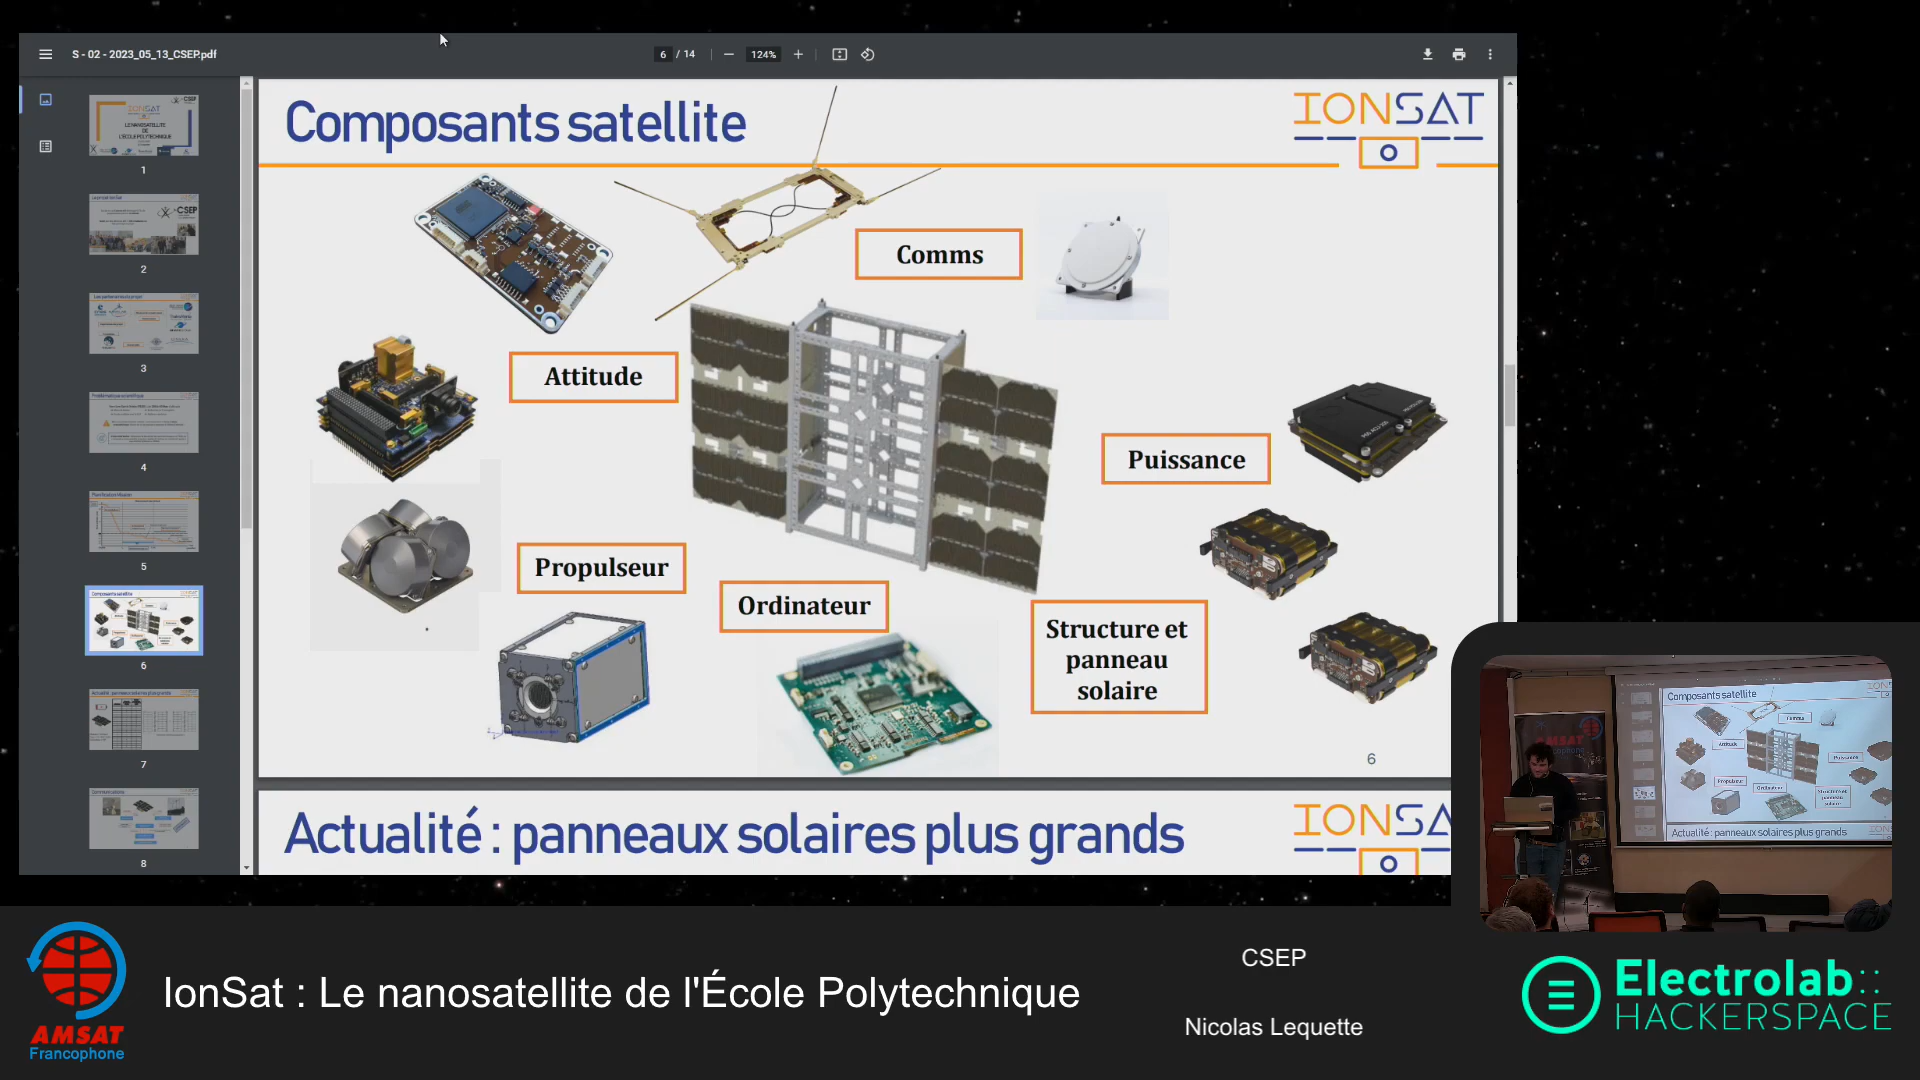 S - 02 - 2023_05_13_CSEP.pdf
6 / 14
124%
1
2
3
4
5
6
7
8
Composants satellite
IONSAT
Comms
Attitude
Puissance
Propulseur
Ordinateur
Structure et
panneau
solaire
6
Actualité : panneaux solaires plus grands
IONSA
Composants satellite
Actualité : panneaux solaires plus grands
AMSAT
Francophone
IonSat : Le nanosatellite de l'École Polytechnique
CSEP
Nicolas Lequette
Electrolab
HACKERSPACE